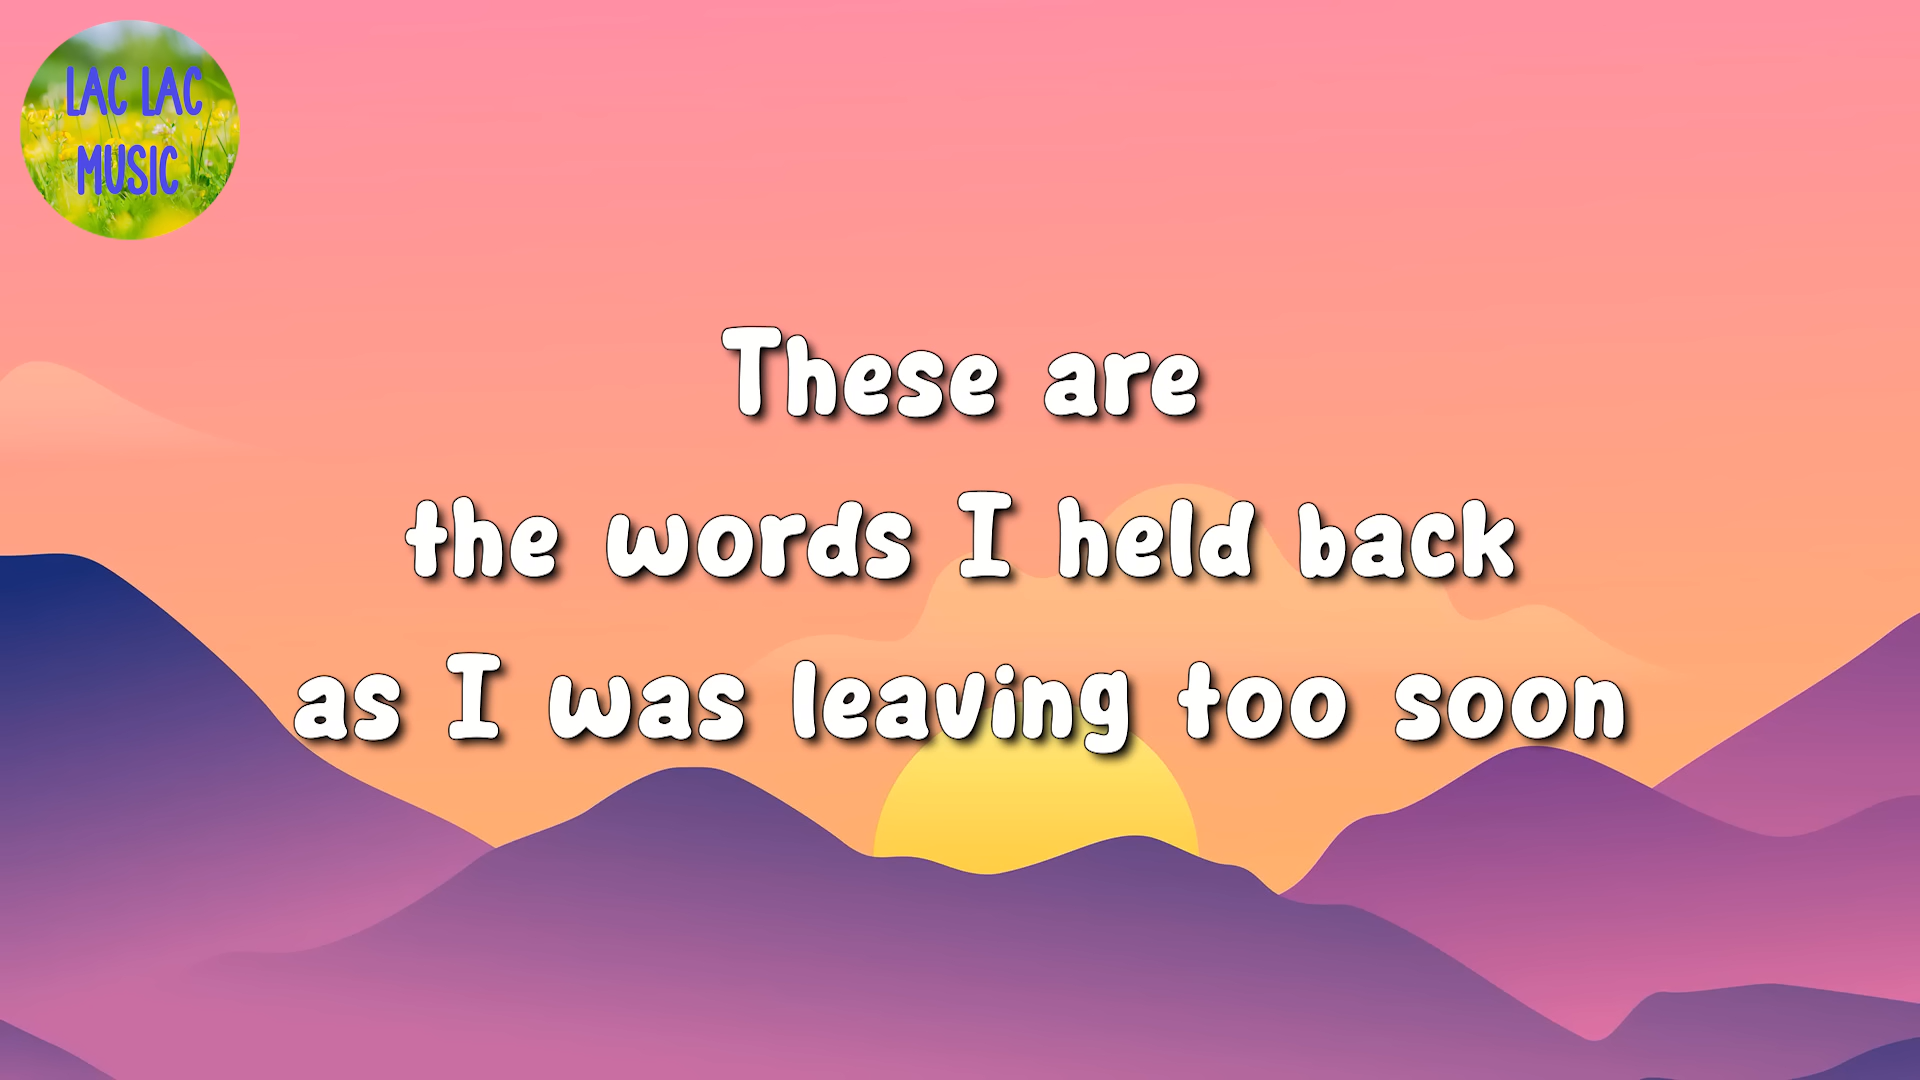 LAC LAC
MUSIC
These are
the words I held back
as I was leaving too soon